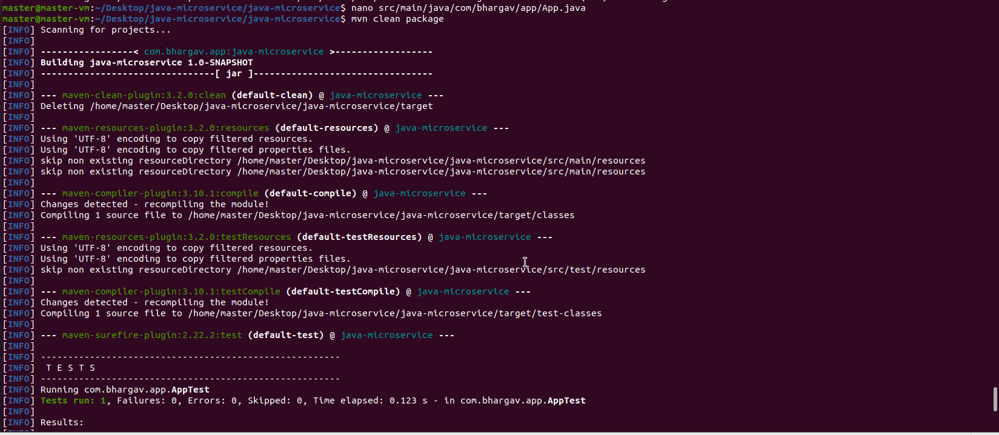 master@master-vm:~/Desktop/java-microservice/java-microservice$ nano src/main/java/com/bhargav/app/App.java
master@master-vm:~/Desktop/java-microservice/java-microservice$ mvn clean package
[INFO] Scanning for projects...
[INFO]
[INFO] -----------------< com.bhargav.app:java-microservice >------------------
[INFO] Building java-microservice 1.0-SNAPSHOT
[INFO] --------------------------------[ jar ]---------------------------------
[INFO]
[INFO] --- maven-clean-plugin:3.2.0:clean (default-clean) @ java-microservice ---
[INFO] Deleting /home/master/Desktop/java-microservice/java-microservice/target
[INFO]
[INFO] --- maven-resources-plugin:3.2.0:resources (default-resources) @ java-microservice ---
[INFO] Using 'UTF-8' encoding to copy filtered resources.
[INFO] Using 'UTF-8' encoding to copy filtered properties files.
[INFO] skip non existing resourceDirectory /home/master/Desktop/java-microservice/java-microservice/src/main/resources
[INFO] skip non existing resourceDirectory /home/master/Desktop/java-microservice/java-microservice/src/main/resources
[INFO]
[INFO] --- maven-compiler-plugin:3.10.1:compile (default-compile) @ java-microservice ---
[INFO] Changes detected - recompiling the module!
[INFO] Compiling 1 source file to /home/master/Desktop/java-microservice/java-microservice/target/classes
[INFO]
[INFO] --- maven-resources-plugin:3.2.0:testResources (default-testResources) @ java-microservice ---
[INFO] Using 'UTF-8' encoding to copy filtered resources.
[INFO] Using 'UTF-8' encoding to copy filtered properties files.
[INFO] skip non existing resourceDirectory /home/master/Desktop/java-microservice/java-microservice/src/test/resources
[INFO]
[INFO] --- maven-compiler-plugin:3.10.1:testCompile (default-testCompile) @ java-microservice ---
[INFO] Changes detected - recompiling the module!
[INFO] Compiling 1 source file to /home/master/Desktop/java-microservice/java-microservice/target/test-classes
[INFO]
[INFO] --- maven-surefire-plugin:2.22.2:test (default-test) @ java-microservice ---
[INFO]
[INFO] -------------------------------------------------------
[INFO]  T E S T S
[INFO] -------------------------------------------------------
[INFO] Running com.bhargav.app.AppTest
[INFO] Tests run: 1, Failures: 0, Errors: 0, Skipped: 0, Time elapsed: 0.123 s - in com.bhargav.app.AppTest
[INFO]
[INFO] Results: